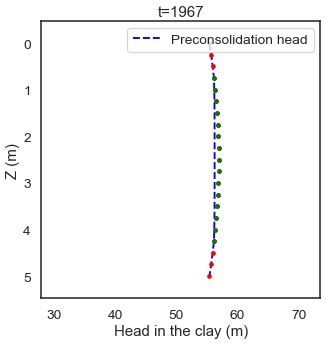 t=1967
Preconsolidation head
0
1
2
3
4
5
Z (m)
30 40 50 60 70
Head in the clay (m)